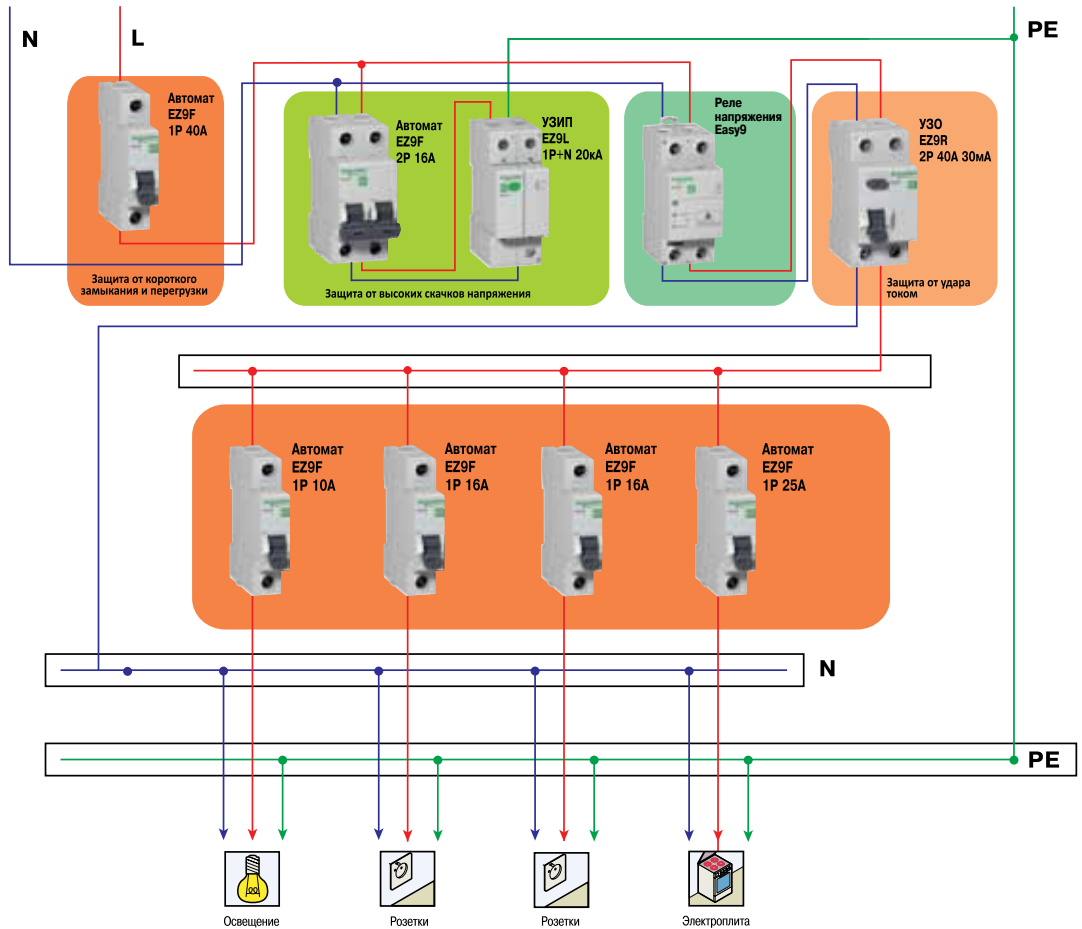 N
L
PE
Автомат
EZ9F
1P 40A
Защита от короткого
замыкания и перегрузки
Автомат
EZ9F
2P 16A
УЗИП
EZ9L
1P+N 20кА
Защита от высоких скачков напряжения
Реле
напряжения
Easy9
УЗО
EZ9R
2P 40A 30мА
Защита от удара
током
Автомат
EZ9F
1P 10A
Автомат
EZ9F
1P 16A
Автомат
EZ9F
1P 16A
Автомат
EZ9F
1P 25A
N
PE
Освещение
Розетки
Розетки
Электроплита